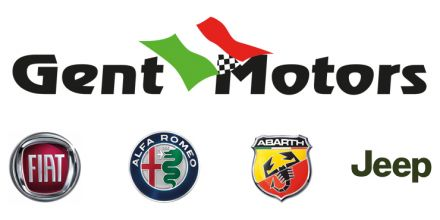 Gent Motors
FIAT
ALFA ROMEO
ABARTH
Jeep